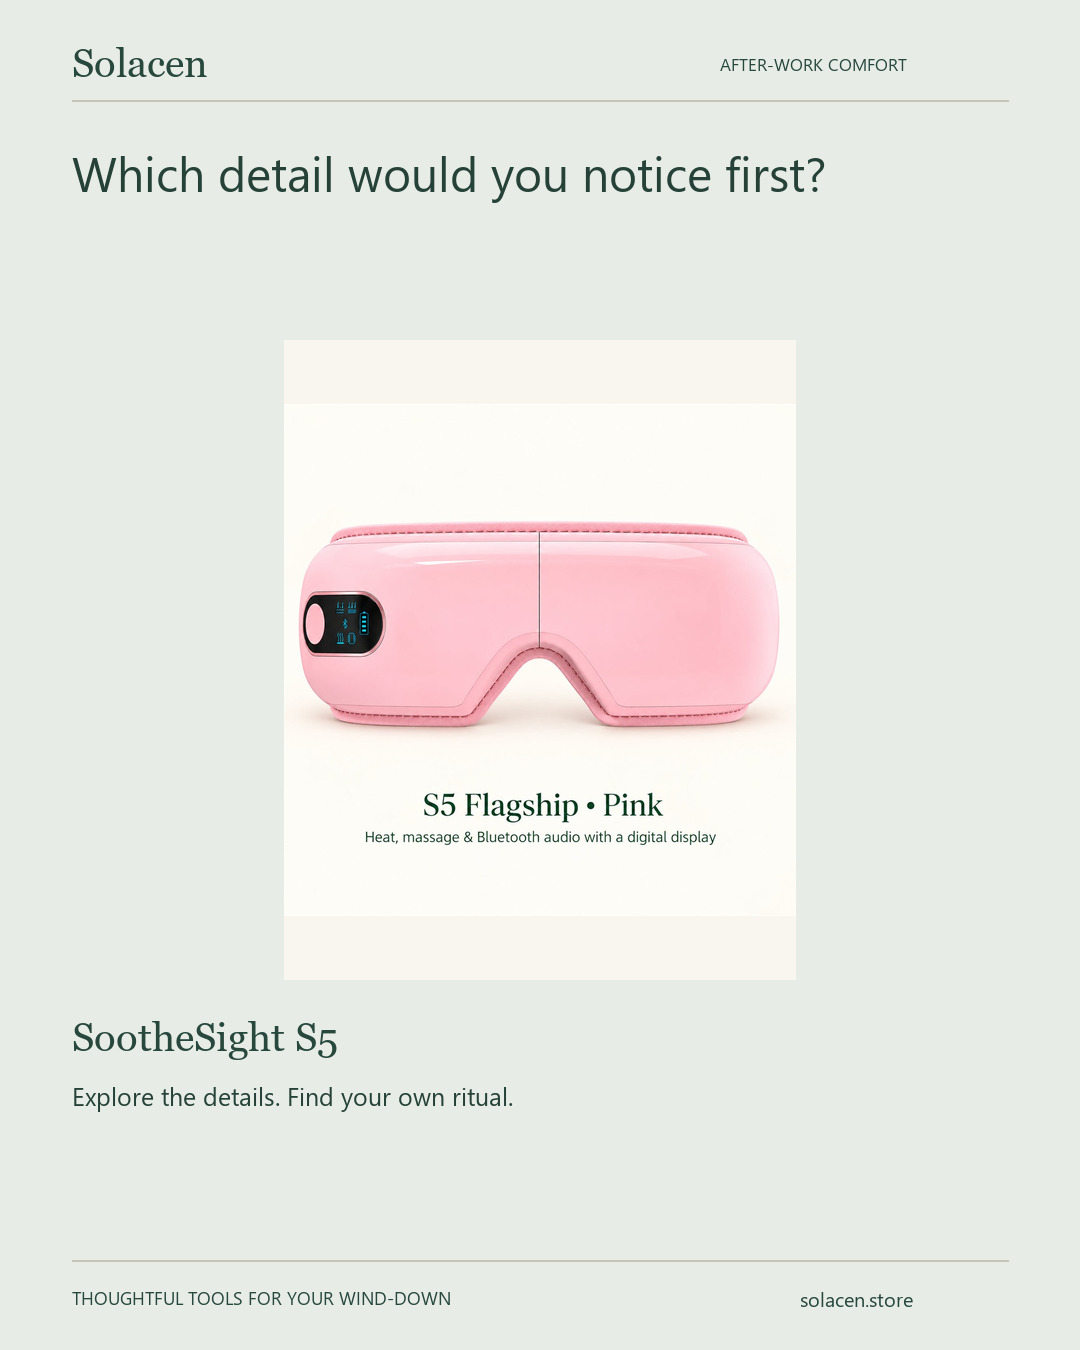 Solacen
AFTER-WORK COMFORT
Which detail would you notice first?
S5 Flagship • Pink
Heat, massage & Bluetooth audio with a digital display
SootheSight S5
Explore the details. Find your own ritual.
THOUGHTFUL TOOLS FOR YOUR WIND-DOWN
solacen.store